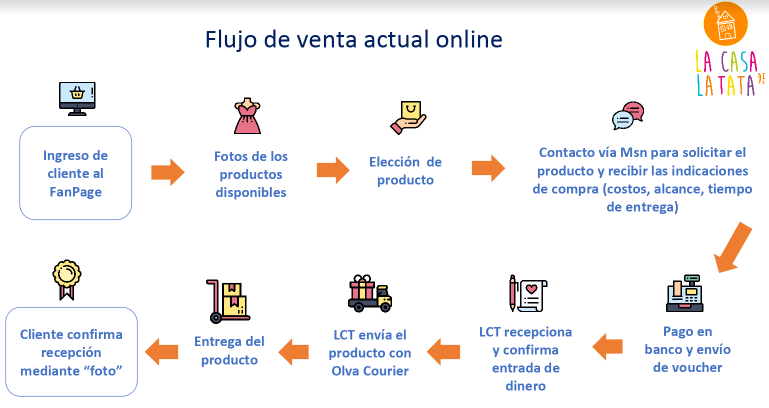 Flujo de venta actual online
LA CASA
DE
LA TATA
Ingreso de
cliente al
FanPage
Fotos de los
productos
disponibles
Elección de
producto
Contacto vía Msn para solicitar el
producto y recibir las indicaciones
de compra (costos, alcance, tiempo
de entrega)
Pago en
banco y envío
de voucher
LCT recepciona
y confirma
entrada de
dinero
LCT envía el
producto con
Olva Courier
Entrega del
producto
Cliente confirma
recepción
mediante “foto”